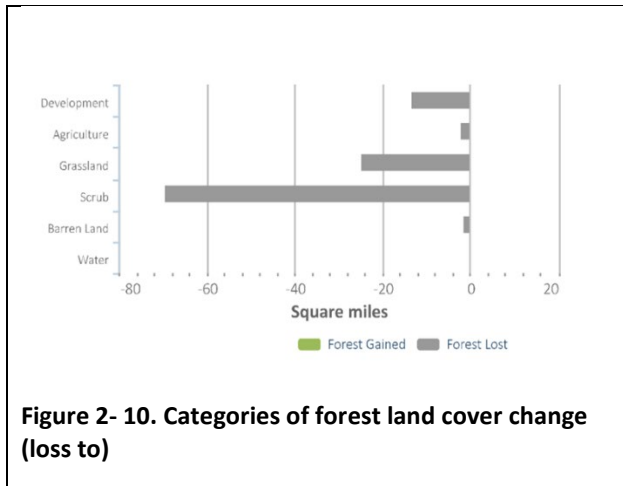 Development
Agriculture
Grassland
Scrub
Barren Land
Water
-80 -60 -40 -20 0 20
Square miles
Forest Gained Forest Lost
Figure 2- 10. Categories of forest land cover change
(loss to)